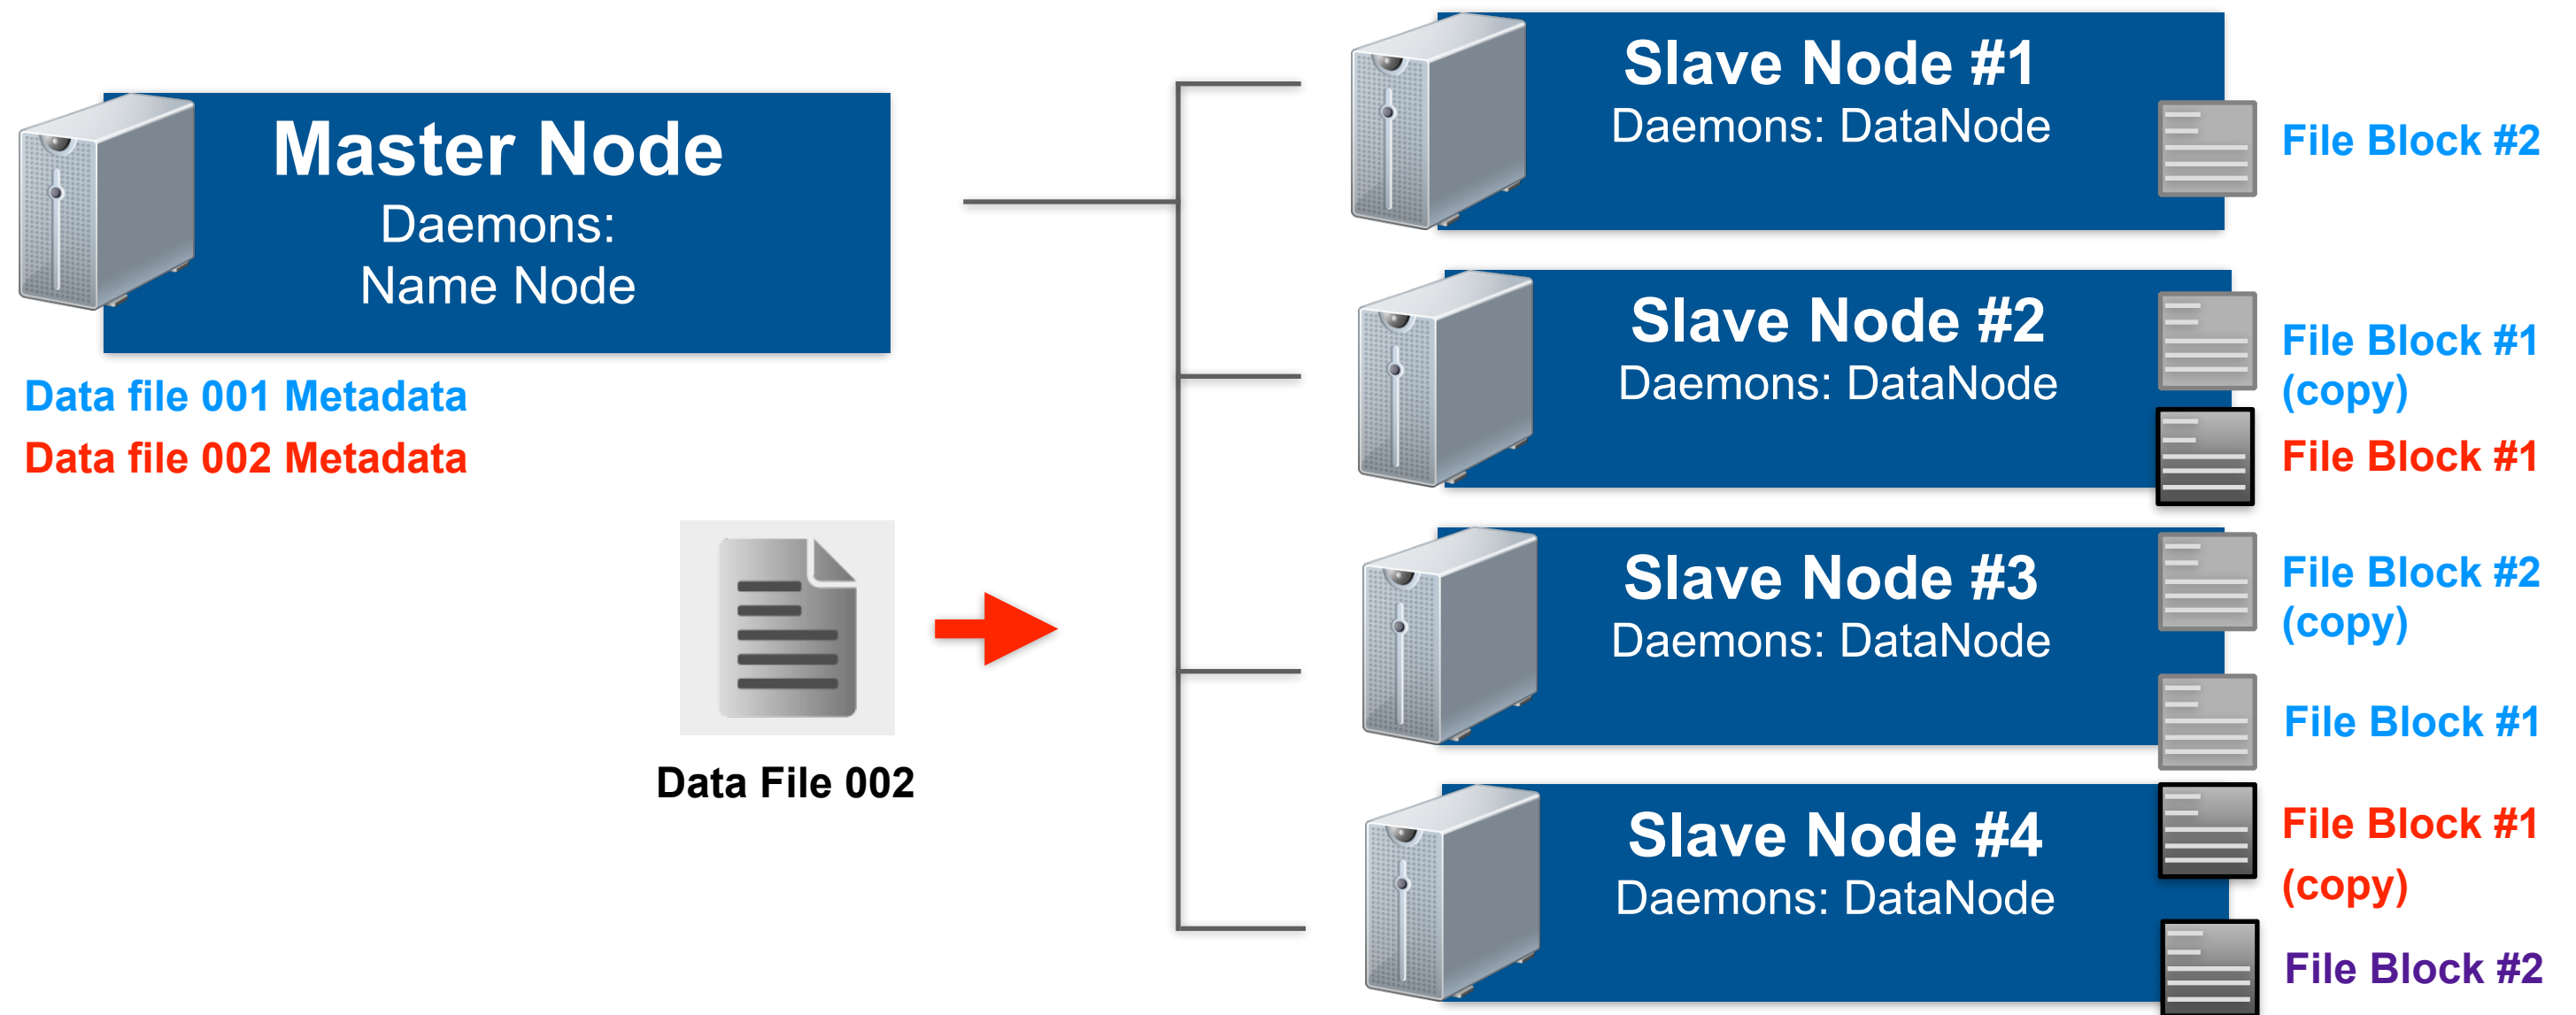 Master Node
Daemons:
Name Node
Data file 001 Metadata
Data file 002 Metadata
Data File 002
Slave Node #1
Daemons: DataNode
File Block #2
Slave Node #2
Daemons: DataNode
File Block #1
(copy)
File Block #1
Slave Node #3
Daemons: DataNode
File Block #2
(copy)
File Block #1
Slave Node #4
Daemons: DataNode
File Block #1
(copy)
File Block #2